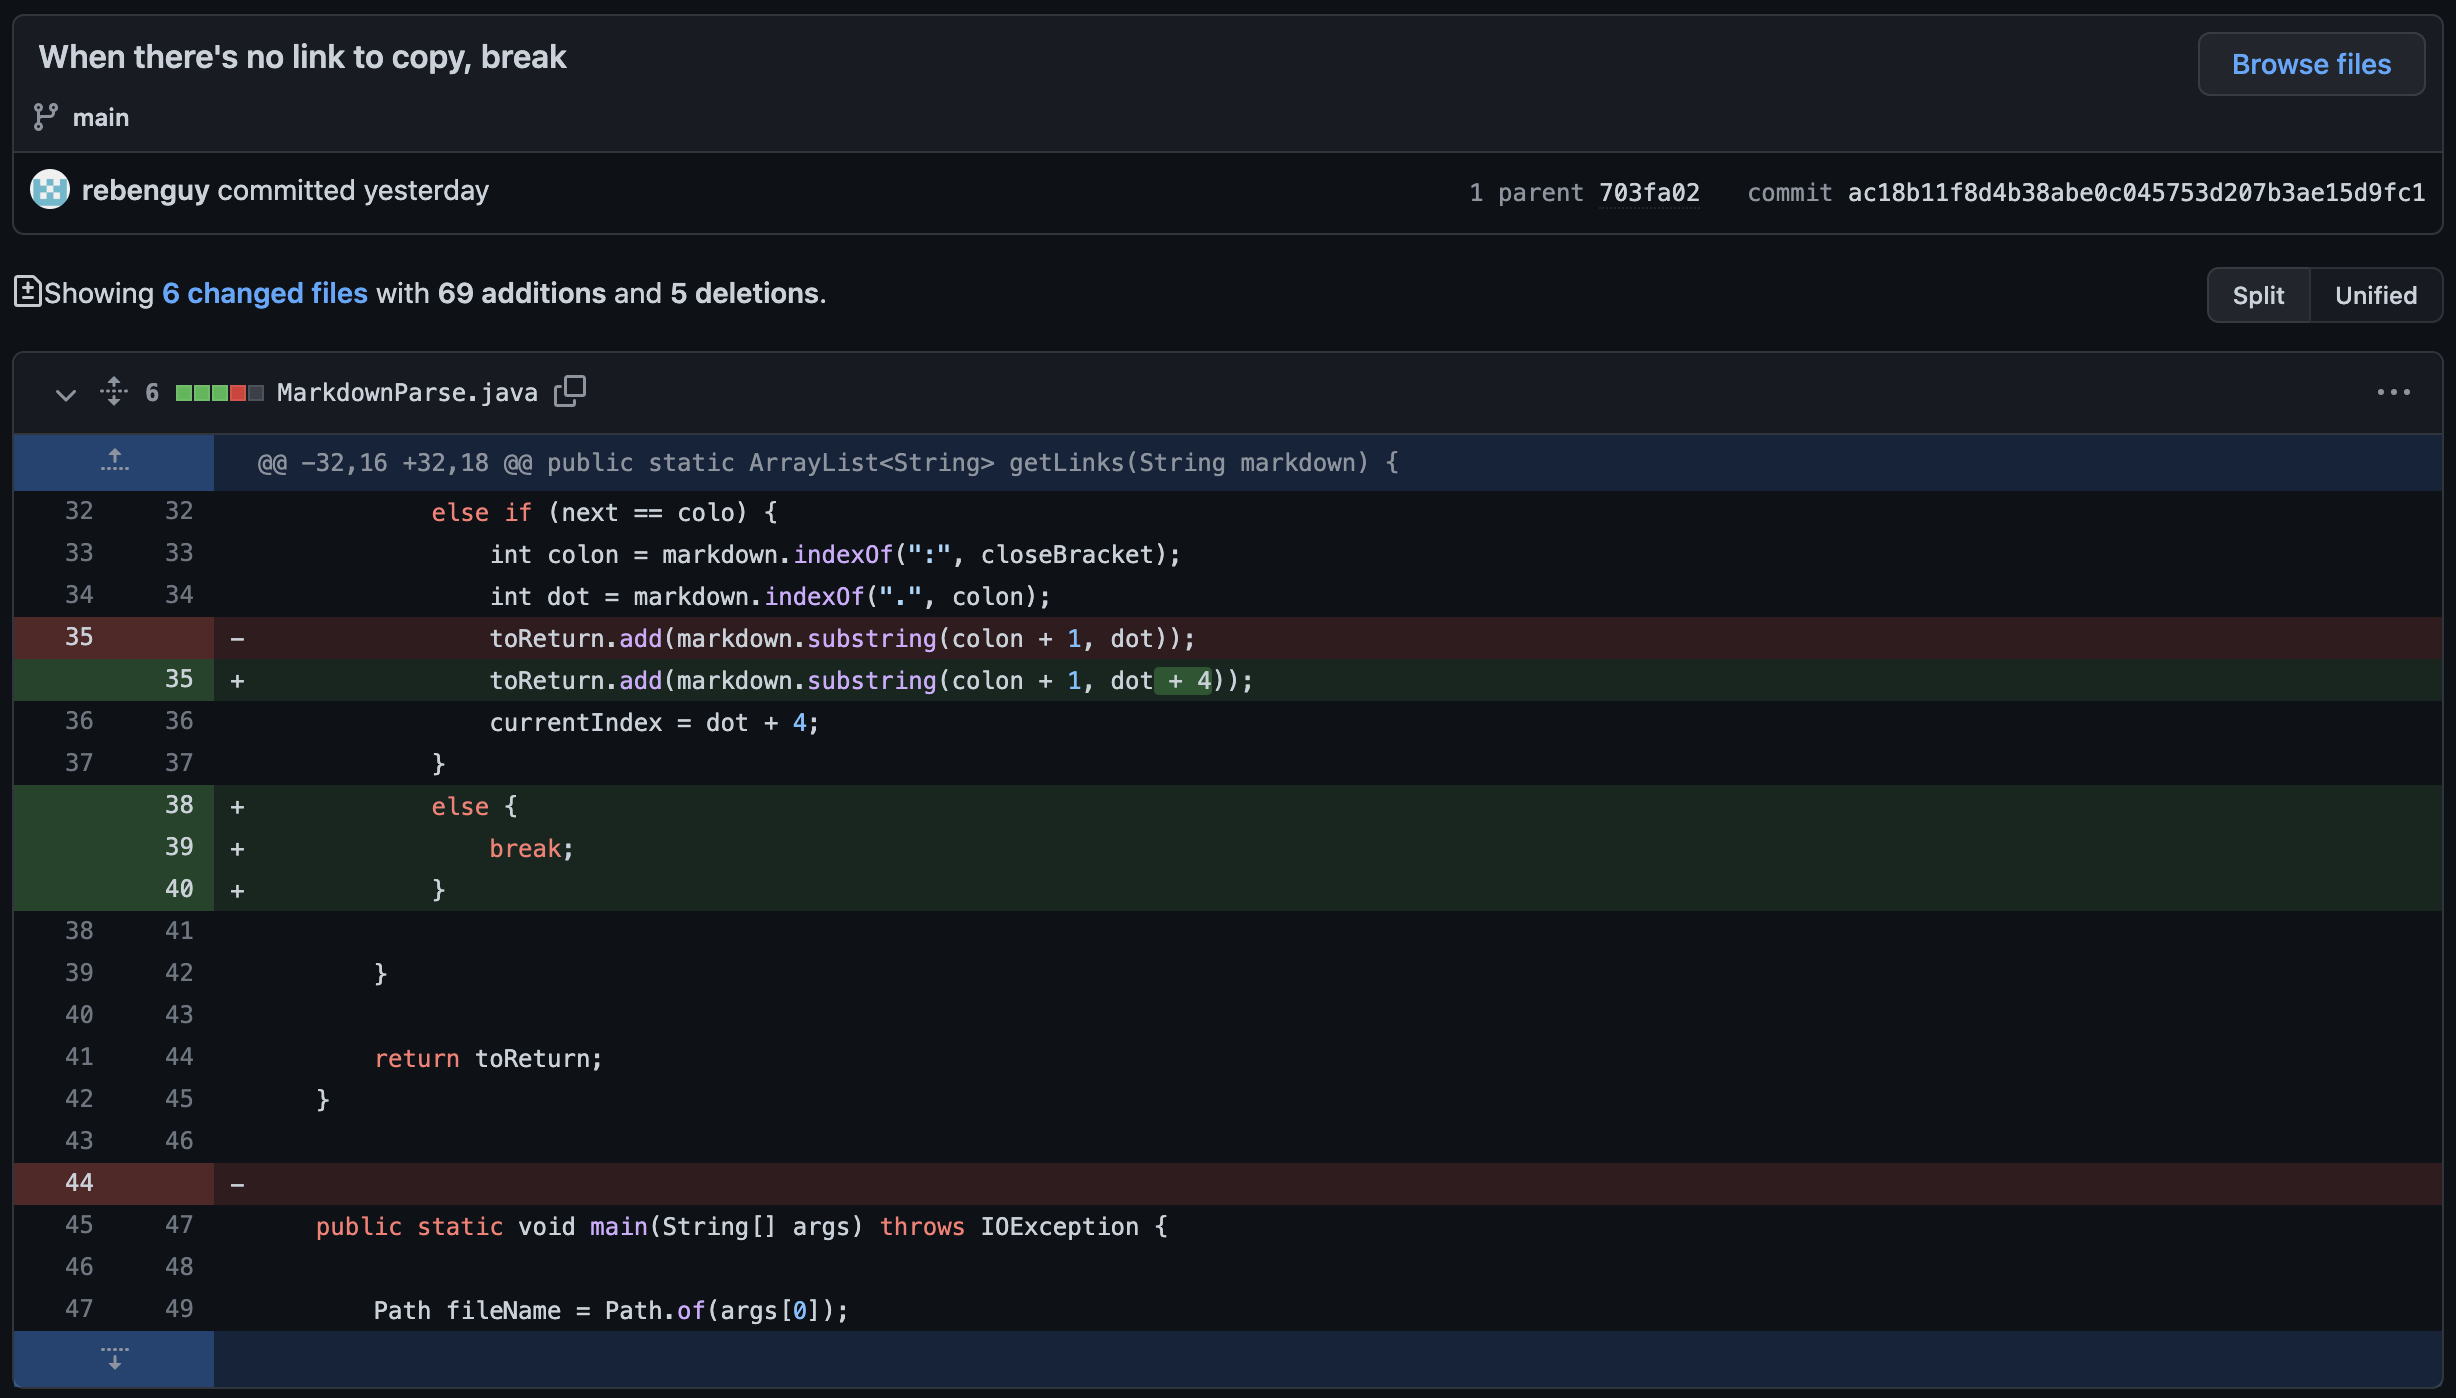 When there's no link to copy, break
Browse files
main
rebenguy committed yesterday
1 parent 703fa02 commit ac18b11f8d4b38abe0c045753d207b3ae15d9fc1
Showing 6 changed files with 69 additions and 5 deletions.
Split Unified
6 MarkdownParse.java
@@ -32,16 +32,18 @@ public static ArrayList<String> getLinks(String markdown) {
32 32 else if (next == colo) {
33 33 int colon = markdown.indexOf(":", closeBracket);
34 34 int dot = markdown.indexOf(".", colon);
35 - toReturn.add(markdown.substring(colon + 1, dot));
35 + toReturn.add(markdown.substring(colon + 1, dot + 4));
36 36 currentIndex = dot + 4;
37 37 }
38 + else {
39 + break;
40 + }
38 41
39 42 }
40 43
41 44 return toReturn;
42 45 }
43 46
44 -
45 47 public static void main(String[] args) throws IOException {
46 48
47 49 Path fileName = Path.of(args[0]);